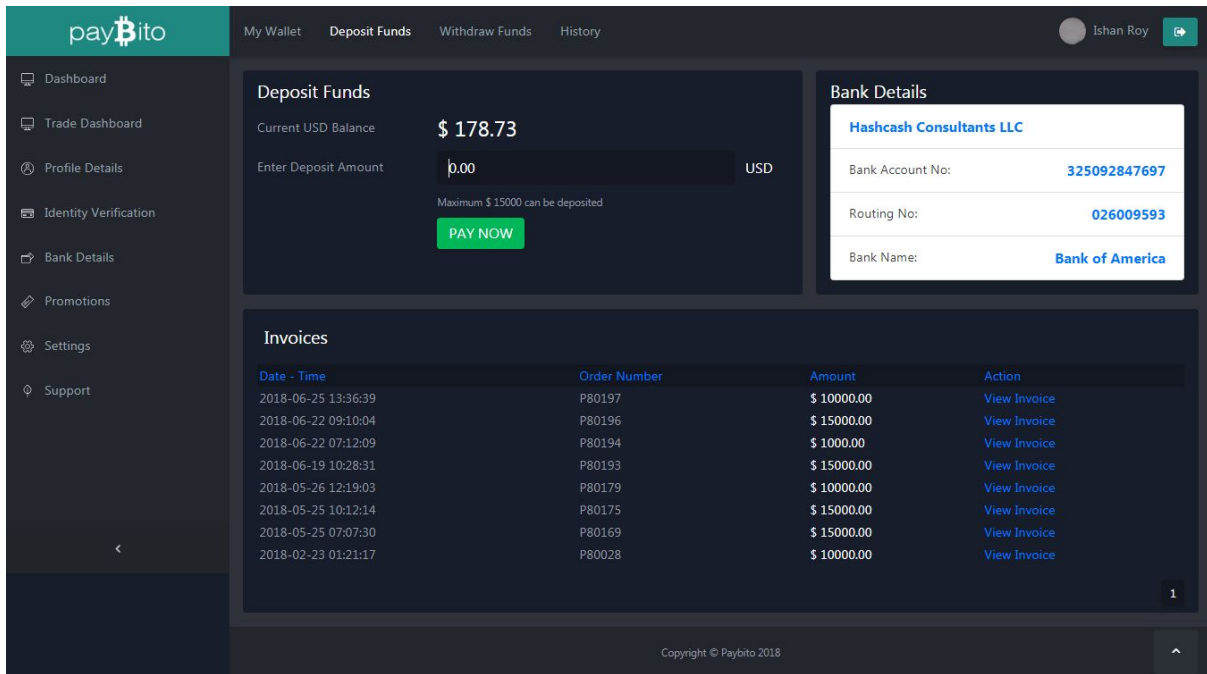 payBito
My Wallet Deposit Funds Withdraw Funds History Ishan Roy
Dashboard
Trade Dashboard
Profile Details
Identity Verification
Bank Details
Promotions
Settings
Support
Deposit Funds
Current USD Balance $ 178.73
Enter Deposit Amount 0.00 USD
Maximum $ 15000 can be deposited
PAY NOW
Bank Details
Hashcash Consultants LLC
Bank Account No: 325092847697
Routing No: 026009593
Bank Name: Bank of America
Invoices
Date - Time Order Number Amount Action
2018-06-25 13:36:39 P80197 $ 10000.00 View Invoice
2018-06-22 09:10:04 P80196 $ 15000.00 View Invoice
2018-06-22 07:12:09 P80194 $ 1000.00 View Invoice
2018-06-19 10:28:31 P80193 $ 15000.00 View Invoice
2018-05-26 12:19:03 P80179 $ 10000.00 View Invoice
2018-05-25 10:12:14 P80175 $ 15000.00 View Invoice
2018-05-25 07:07:30 P80169 $ 15000.00 View Invoice
2018-02-23 01:21:17 P80028 $ 10000.00 View Invoice
1
Copyright © Paybito 2018